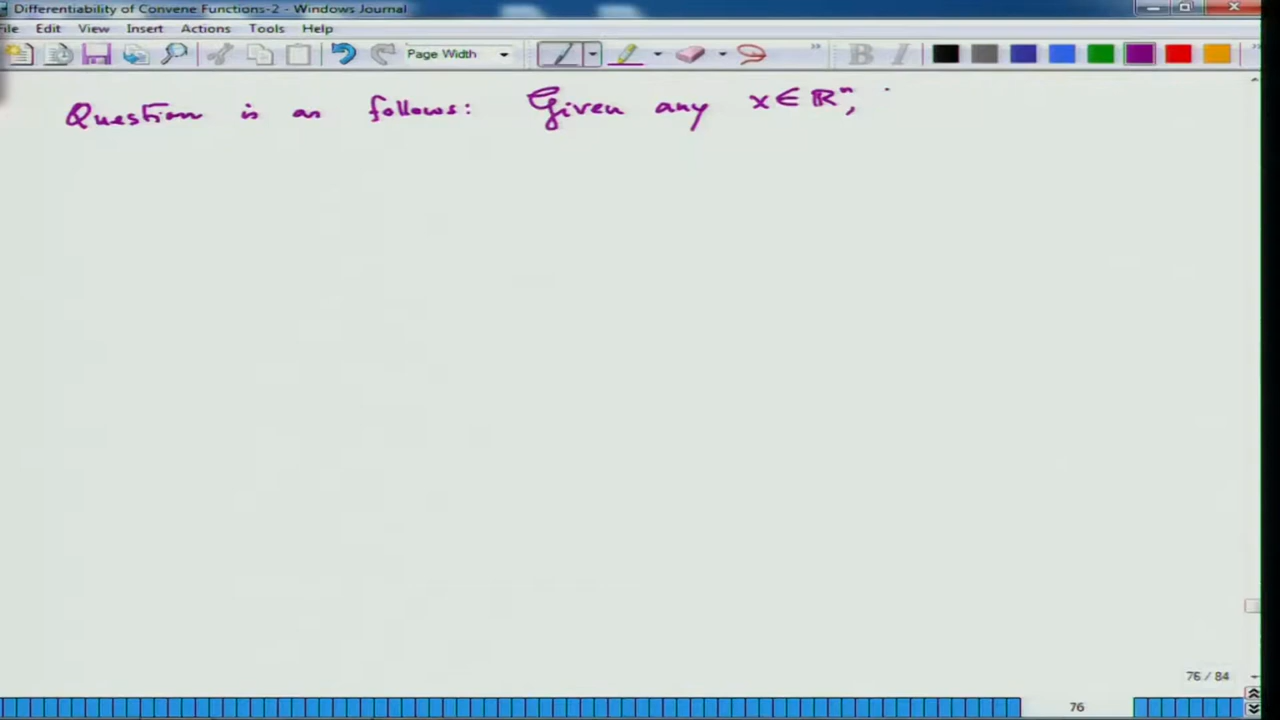 Differentiability of Convene Functions-2 - Windows Journal
File Edit View Insert Actions Tools Help
Page Width
B I
Question is as follows: Given any x ∈ ℝⁿ,
76 / 84
76